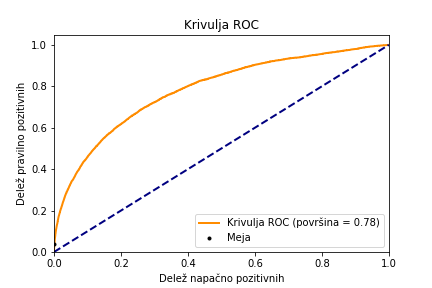 Krivulja ROC
1.0
0.8
0.6
0.4
0.2
0.0
Delež pravilno pozitivnih
Krivulja ROC (površina = 0.78)
Meja
0.0 0.2 0.4 0.6 0.8 1.0
Delež napačno pozitivnih